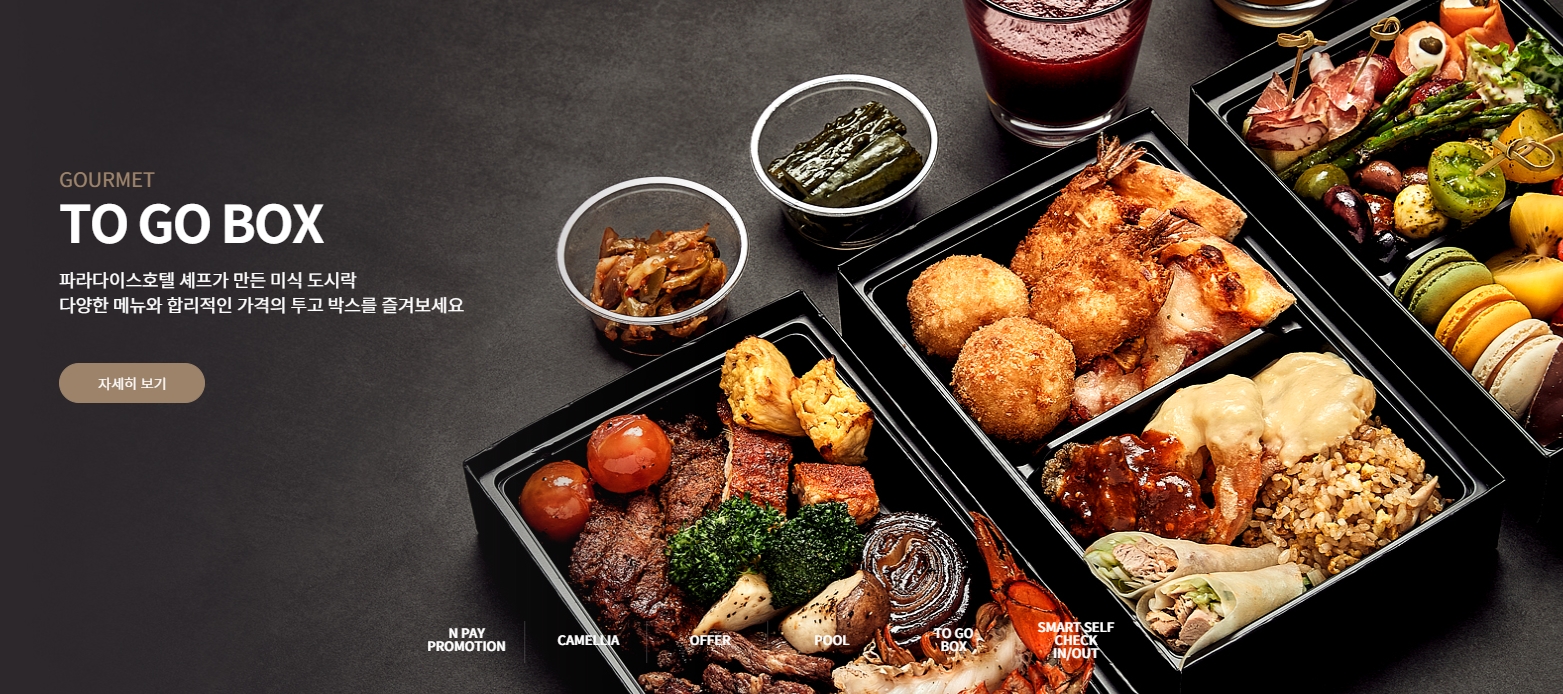 GOURMET
TO GO BOX
파라다이스호텔 셰프가 만든 미식 도시락
다양한 메뉴와 합리적인 가격의 투고 박스를 즐겨보세요
자세히 보기
N PAY
PROMOTION
CAMELLIA
OFFER
POOL
TO GO
BOX
SMART SELF
CHECK
IN/OUT